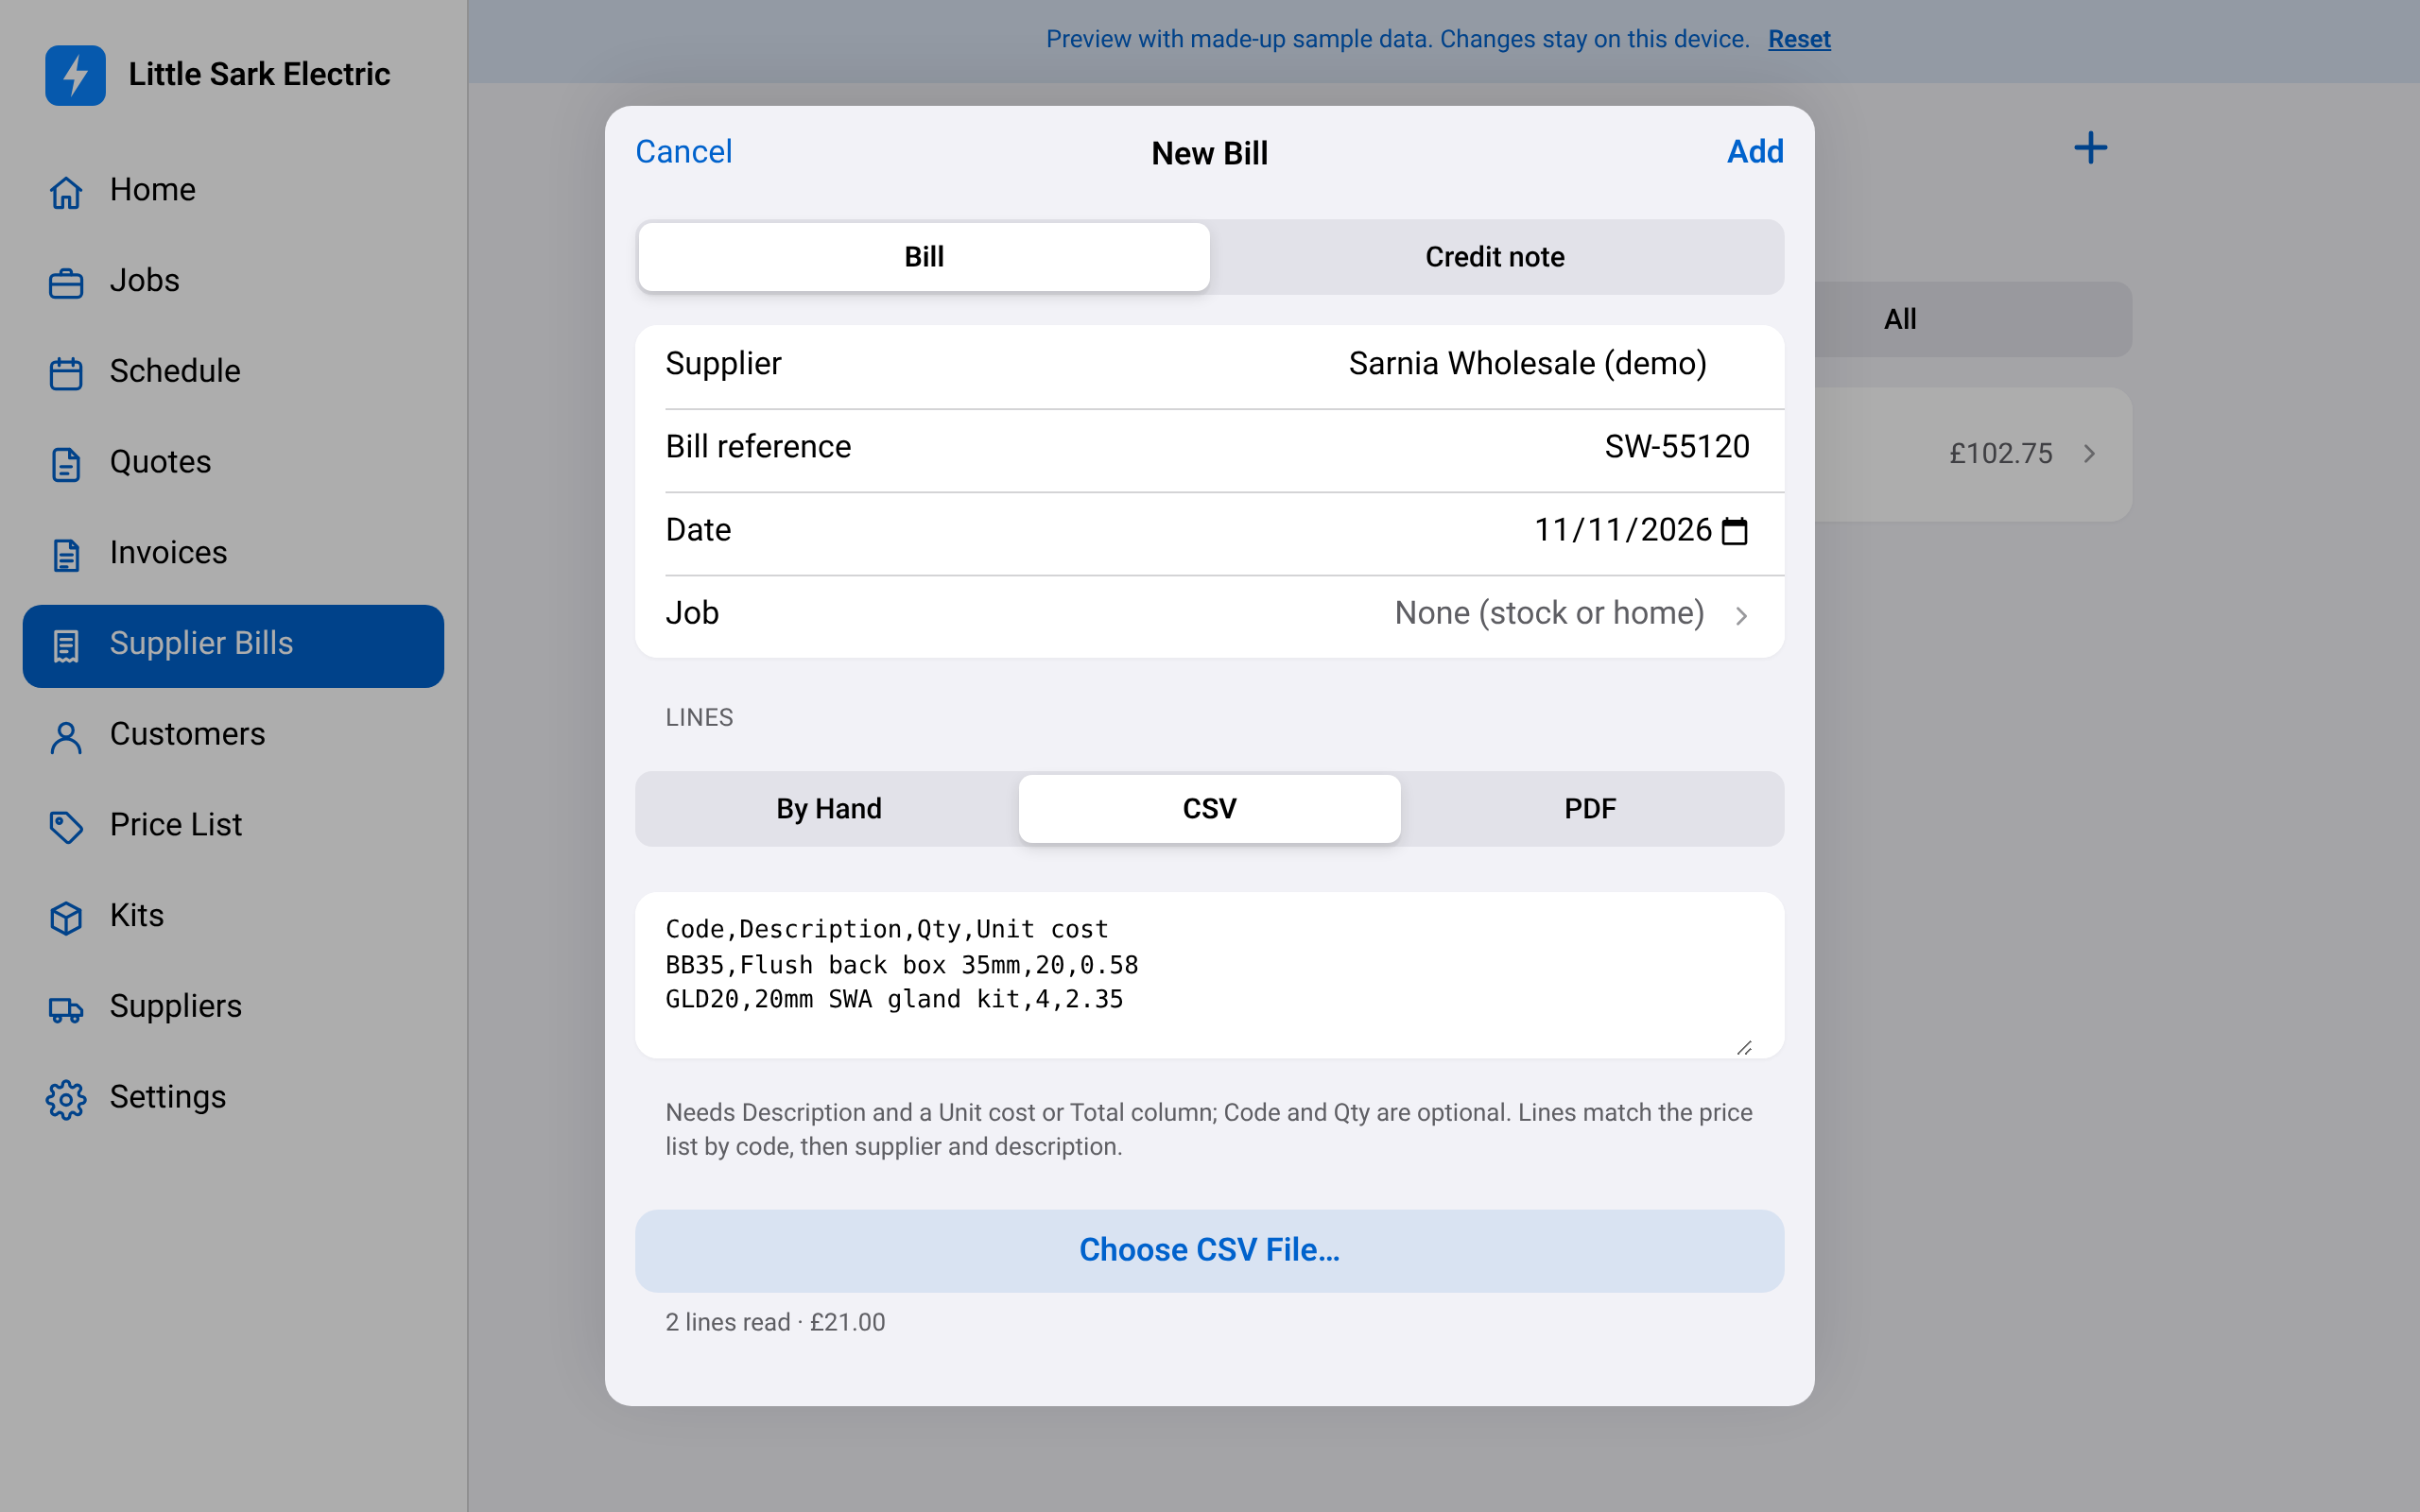 Little Sark Electric
Home
Jobs
Schedule
Quotes
Invoices
Supplier Bills
Customers
Price List
Kits
Suppliers
Settings
Preview with made-up sample data. Changes stay on this device. Reset
All
£102.75
Cancel
New Bill
Add
Bill
Credit note
Supplier
Sarnia Wholesale (demo)
Bill reference
SW-55120
Date
11/11/2026
Job
None (stock or home)
LINES
By Hand
CSV
PDF
Code,Description,Qty,Unit cost
BB35,Flush back box 35mm,20,0.58
GLD20,20mm SWA gland kit,4,2.35
Needs Description and a Unit cost or Total column; Code and Qty are optional. Lines match the price
list by code, then supplier and description.
Choose CSV File…
2 lines read · £21.00